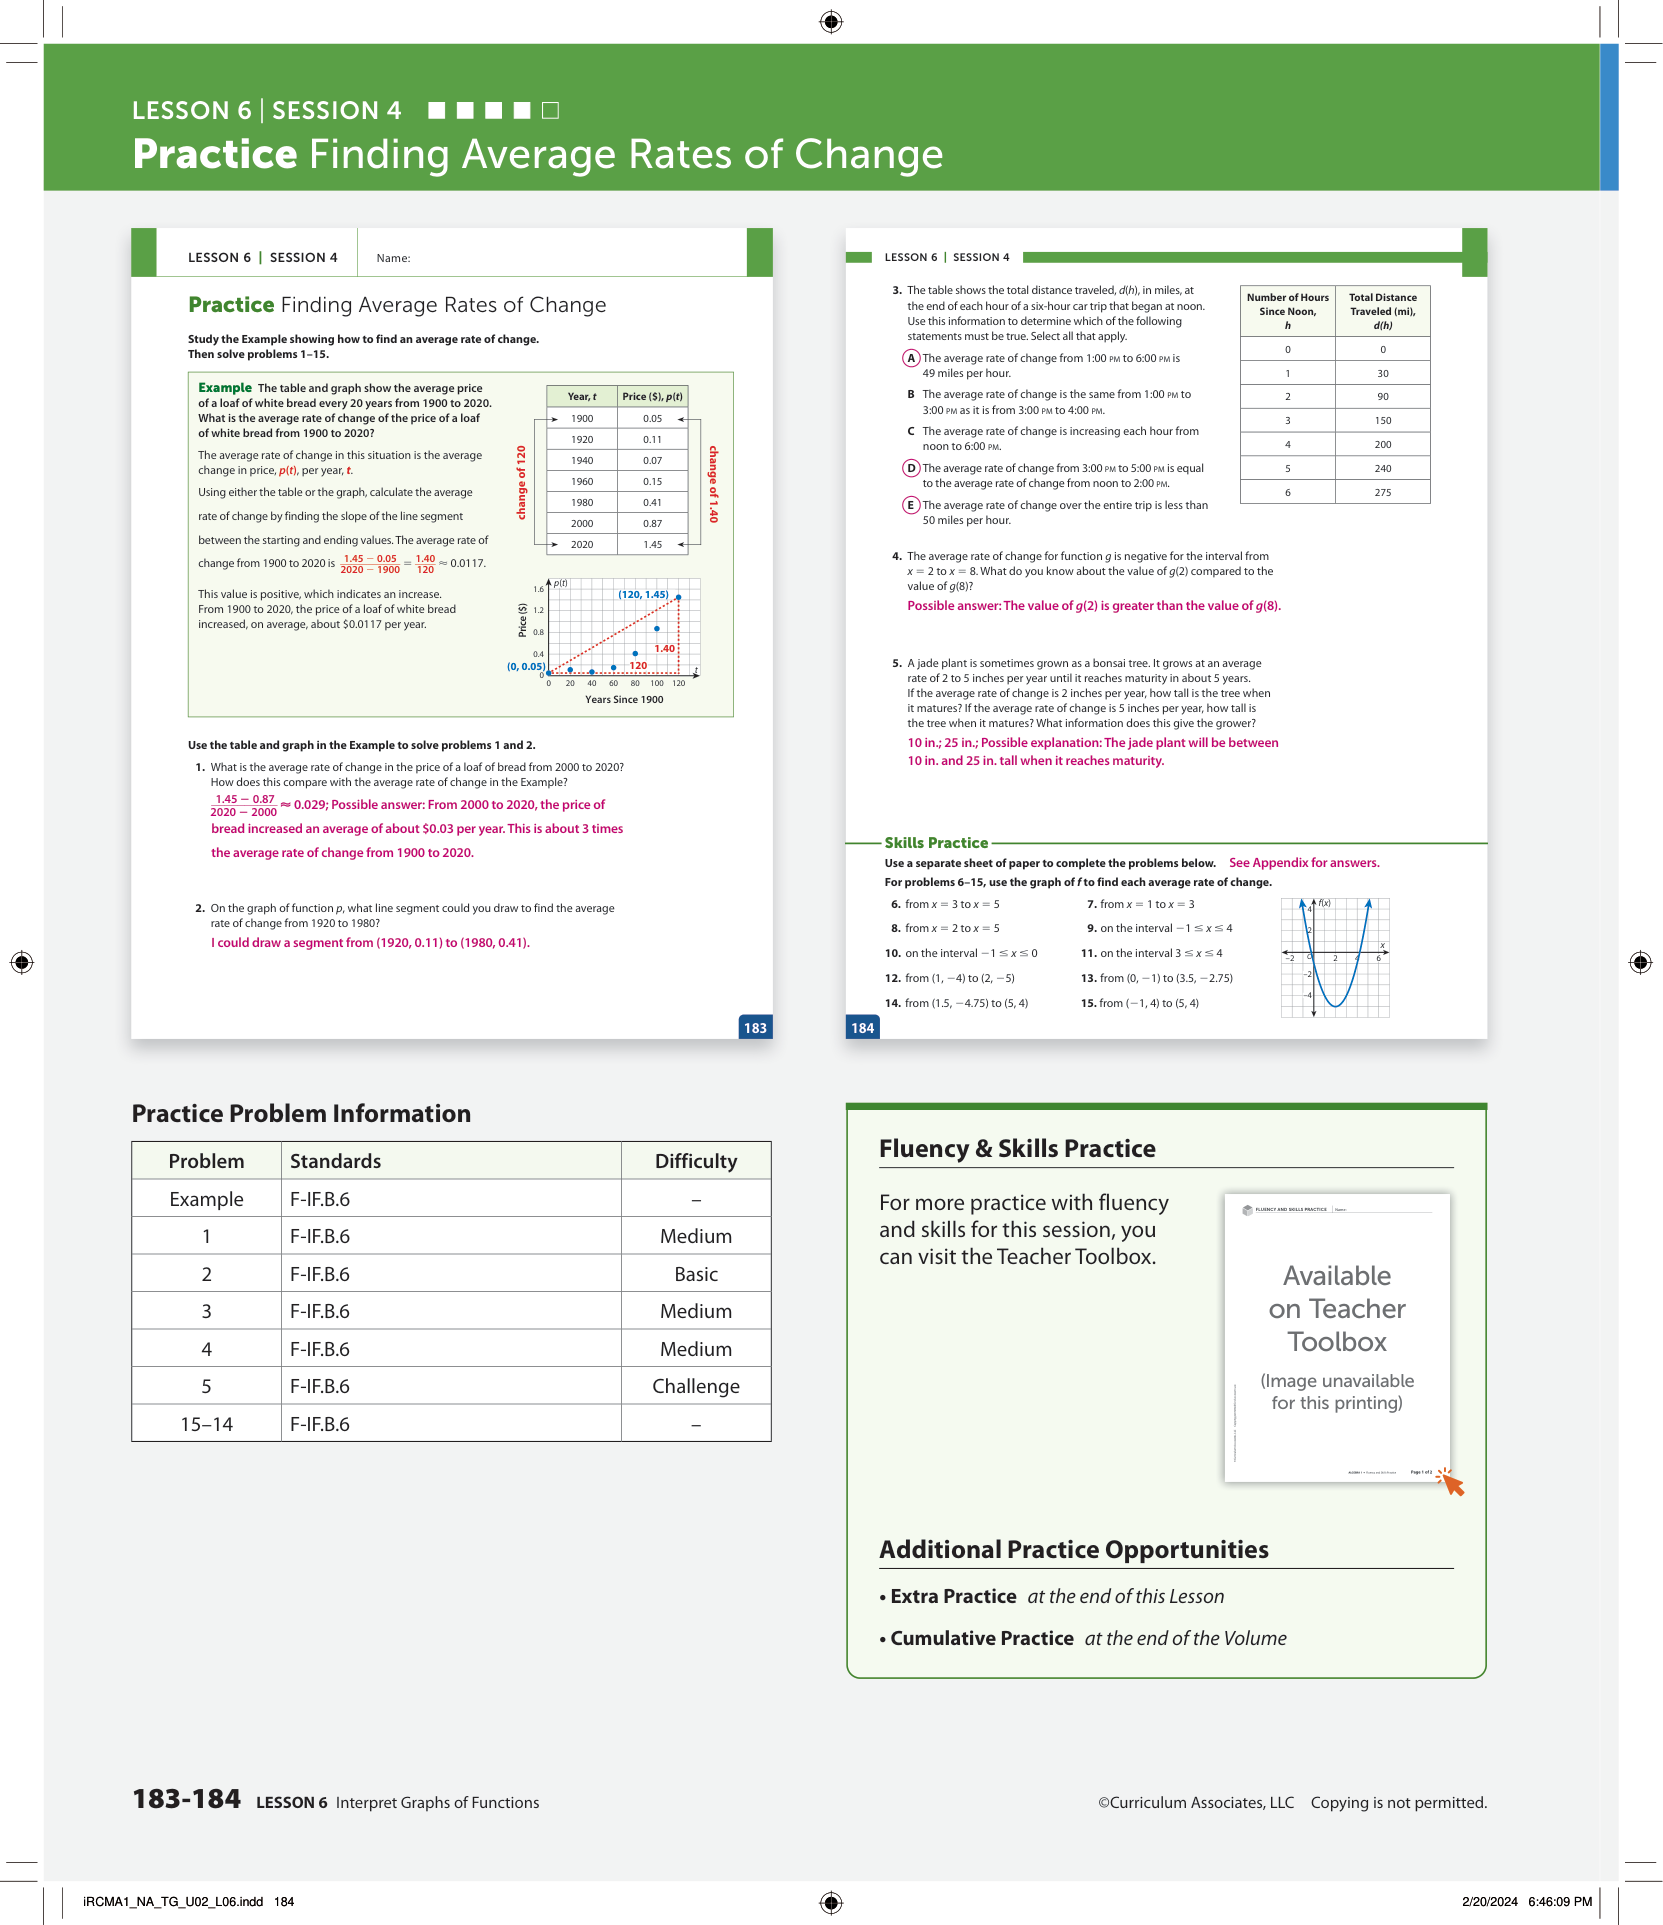 LESSON 6 | SESSION 4
Practice Finding Average Rates of Change
LESSON 6 | SESSION 4
Name:
Practice Finding Average Rates of Change
Study the Example showing how to find an average rate of change.
Then solve problems 1–15.
Example The table and graph show the average price
of a loaf of white bread every 20 years from 1900 to 2020.
What is the average rate of change of the price of a loaf
of white bread from 1900 to 2020?
The average rate of change in this situation is the average
change in price, p(t), per year, t.
Using either the table or the graph, calculate the average
rate of change by finding the slope of the line segment
between the starting and ending values. The average rate of
change from 1900 to 2020 is 1.45 − 0.05 / 2020 − 1900 = 1.40 / 120 ≈ 0.0117.
This value is positive, which indicates an increase.
From 1900 to 2020, the price of a loaf of white bread
increased, on average, about $0.0117 per year.
Year, t Price ($), p(t)
1900 0.05
1920 0.11
1940 0.07
1960 0.15
1980 0.41
2000 0.87
2020 1.45
change of 120
change of 1.40
p(t)
1.6
1.2
0.8
0.4
0
Price ($)
(120, 1.45)
(0, 0.05)
1.40
120
t
0 20 40 60 80 100 120
Years Since 1900
Use the table and graph in the Example to solve problems 1 and 2.
1. What is the average rate of change in the price of a loaf of bread from 2000 to 2020?
How does this compare with the average rate of change in the Example?
1.45 − 0.87 / 2020 − 2000 ≈ 0.029; Possible answer: From 2000 to 2020, the price of
bread increased an average of about $0.03 per year. This is about 3 times
the average rate of change from 1900 to 2020.
2. On the graph of function p, what line segment could you draw to find the average
rate of change from 1920 to 1980?
I could draw a segment from (1920, 0.11) to (1980, 0.41).
183
LESSON 6 | SESSION 4
3. The table shows the total distance traveled, d(h), in miles, at
the end of each hour of a six-hour car trip that began at noon.
Use this information to determine which of the following
statements must be true. Select all that apply.
A The average rate of change from 1:00 PM to 6:00 PM is
49 miles per hour.
B The average rate of change is the same from 1:00 PM to
3:00 PM as it is from 3:00 PM to 4:00 PM.
C The average rate of change is increasing each hour from
noon to 6:00 PM.
D The average rate of change from 3:00 PM to 5:00 PM is equal
to the average rate of change from noon to 2:00 PM.
E The average rate of change over the entire trip is less than
50 miles per hour.
Number of Hours Since Noon, h Total Distance Traveled (mi), d(h)
0 0
1 30
2 90
3 150
4 200
5 240
6 275
4. The average rate of change for function g is negative for the interval from
x = 2 to x = 8. What do you know about the value of g(2) compared to the
value of g(8)?
Possible answer: The value of g(2) is greater than the value of g(8).
5. A jade plant is sometimes grown as a bonsai tree. It grows at an average
rate of 2 to 5 inches per year until it reaches maturity in about 5 years.
If the average rate of change is 2 inches per year, how tall is the tree when
it matures? If the average rate of change is 5 inches per year, how tall is
the tree when it matures? What information does this give the grower?
10 in.; 25 in.; Possible explanation: The jade plant will be between
10 in. and 25 in. tall when it reaches maturity.
Skills Practice
Use a separate sheet of paper to complete the problems below. See Appendix for answers.
For problems 6–15, use the graph of f to find each average rate of change.
6. from x = 3 to x = 5
7. from x = 1 to x = 3
8. from x = 2 to x = 5
9. on the interval −1 ≤ x ≤ 4
10. on the interval −1 ≤ x ≤ 0
11. on the interval 3 ≤ x ≤ 4
12. from (1, −4) to (2, −5)
13. from (0, −1) to (3.5, −2.75)
14. from (1.5, −4.75) to (5, 4)
15. from (−1, 4) to (5, 4)
f(x)
4
2
x
−2 O 2 4 6
−2
−4
184
Practice Problem Information
Problem Standards Difficulty
Example F-IF.B.6 –
1 F-IF.B.6 Medium
2 F-IF.B.6 Basic
3 F-IF.B.6 Medium
4 F-IF.B.6 Medium
5 F-IF.B.6 Challenge
15–14 F-IF.B.6 –
Fluency & Skills Practice
For more practice with fluency
and skills for this session, you
can visit the Teacher Toolbox.
FLUENCY AND SKILLS PRACTICE Name
Available
on Teacher
Toolbox
(Image unavailable
for this printing)
Page 1 of 2
Additional Practice Opportunities
• Extra Practice at the end of this Lesson
• Cumulative Practice at the end of the Volume
183-184 LESSON 6 Interpret Graphs of Functions
©Curriculum Associates, LLC Copying is not permitted.
iRCMA1_NA_TG_U02_L06.indd 184
2/20/2024 6:46:09 PM